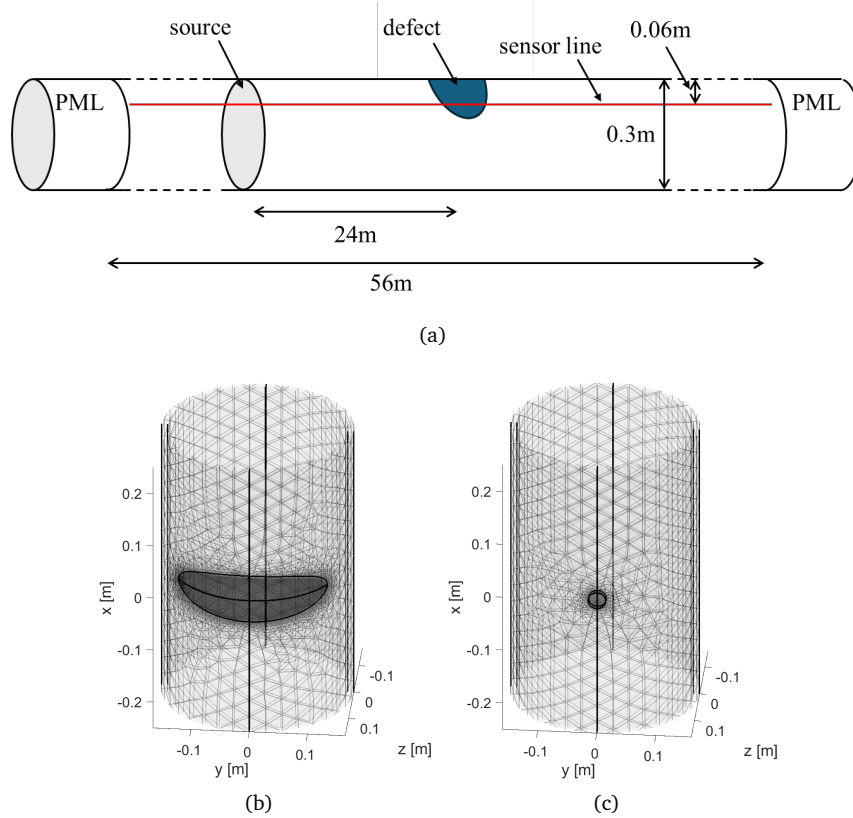 source
defect
sensor line
0.06m
PML
PML
0.3m
24m
56m
(a)
0.2
0.1
0
-0.1
-0.2
x [m]
-0.1
0
0.1
y [m]
-0.1
0
0.1
z [m]
(b)
0.2
0.1
0
-0.1
-0.2
x [m]
-0.1
0
0.1
y [m]
-0.1
0
0.1
z [m]
(c)